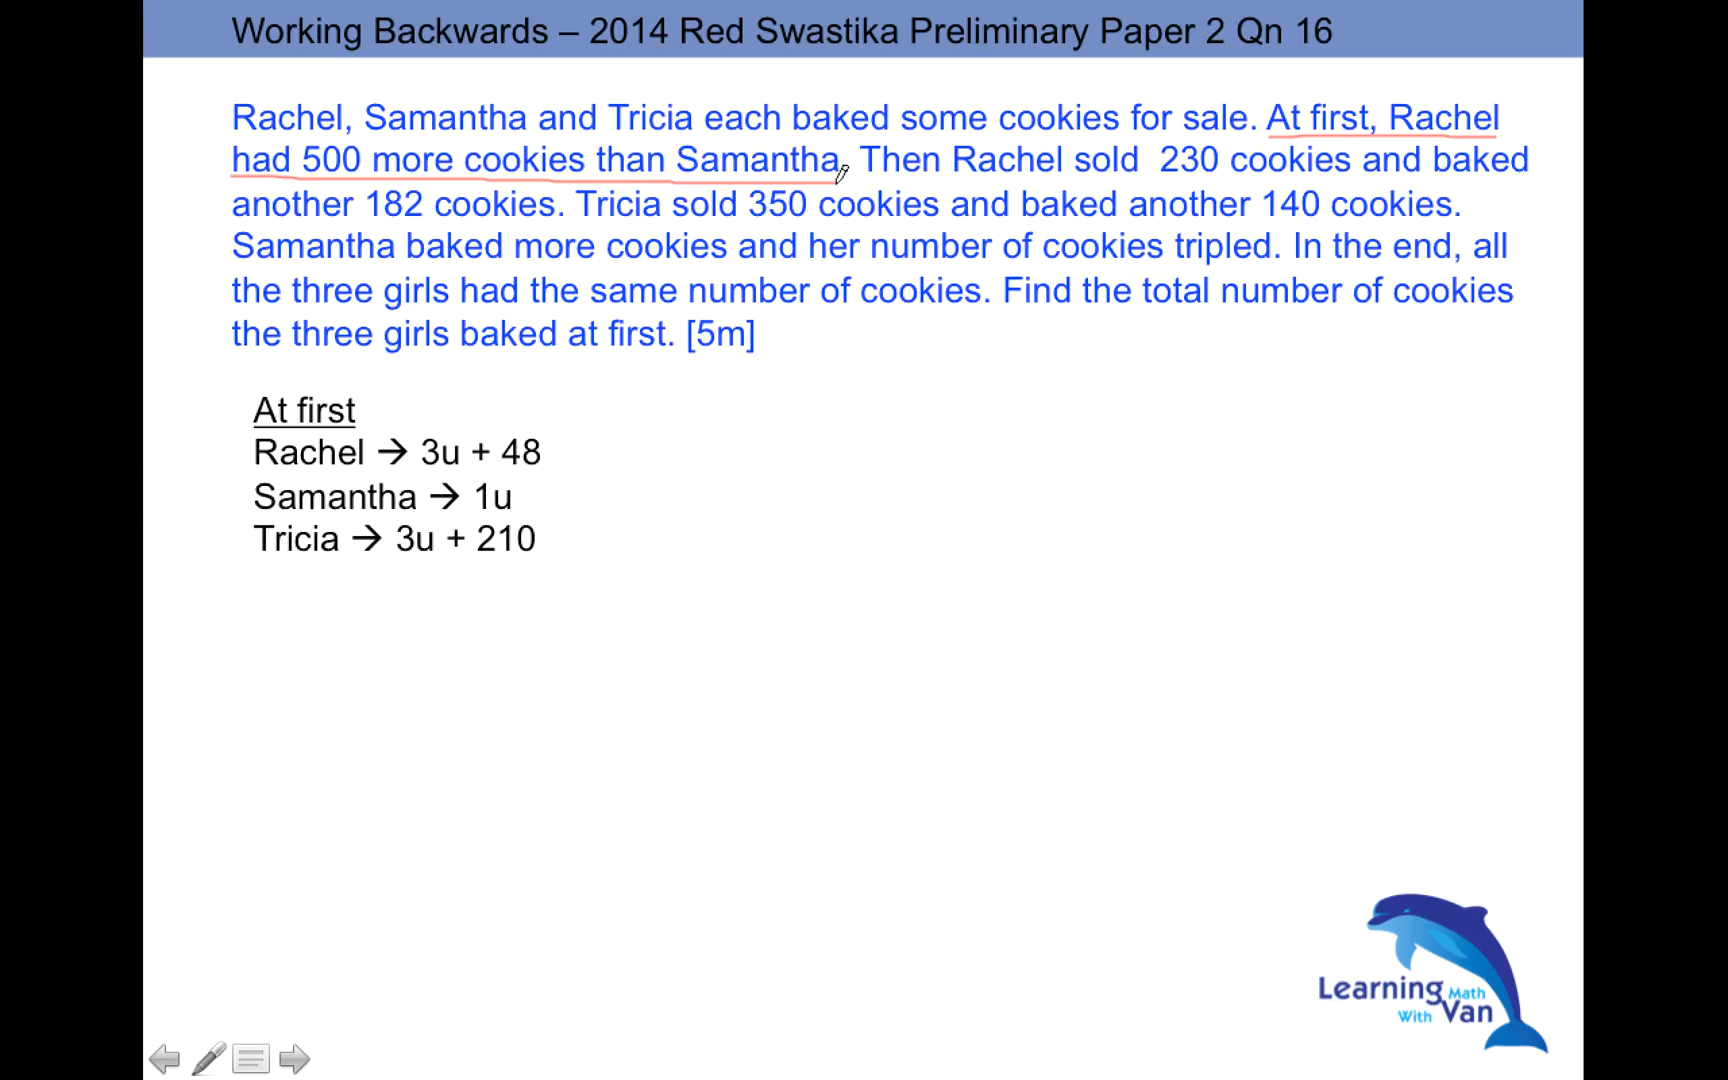 Working Backwards – 2014 Red Swastika Preliminary Paper 2 Qn 16
Rachel, Samantha and Tricia each baked some cookies for sale. At first, Rachel
had 500 more cookies than Samantha. Then Rachel sold  230 cookies and baked
another 182 cookies. Tricia sold 350 cookies and baked another 140 cookies.
Samantha baked more cookies and her number of cookies tripled. In the end, all
the three girls had the same number of cookies. Find the total number of cookies
the three girls baked at first. [5m]
At first
Rachel → 3u + 48
Samantha → 1u
Tricia → 3u + 210
Learning Math
With Van